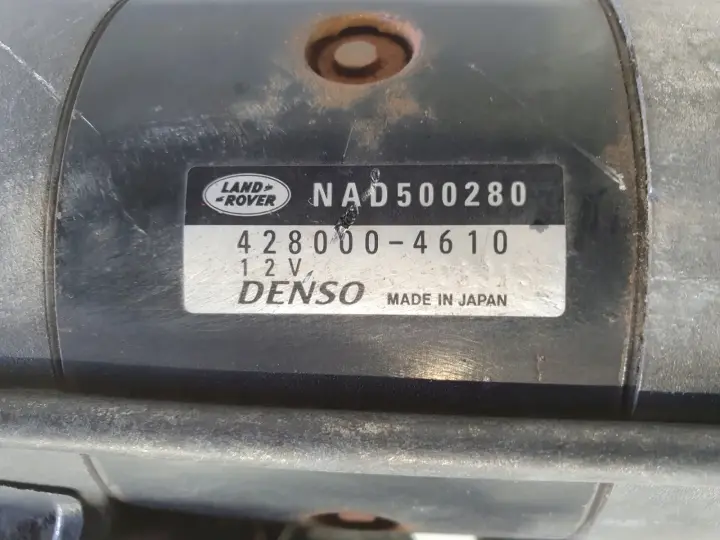 LAND-
-ROVER
NAD500280
428000-4610
12V
DENSO MADE IN JAPAN